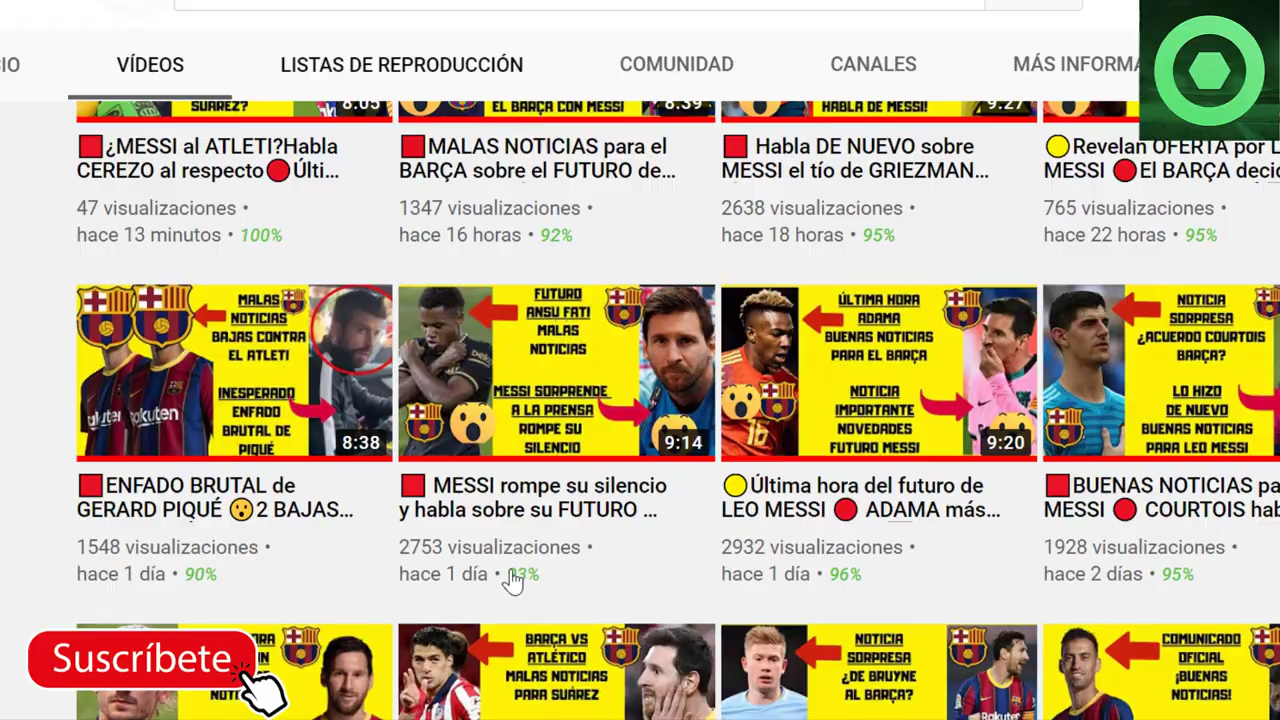 IO
VÍDEOS
LISTAS DE REPRODUCCIÓN
COMUNIDAD
CANALES
MÁS INFORMA
SUÁREZ?
8:05
EL BARÇA CON MESSI
8:39
HABLA DE MESSI!
9:27
¿MESSI al ATLETI?Habla
CEREZO al respecto🔴Últi...
47 visualizaciones •
hace 13 minutos • 100%
MALAS NOTICIAS para el
BARÇA sobre el FUTURO de...
1347 visualizaciones •
hace 16 horas • 92%
Habla DE NUEVO sobre
MESSI el tío de GRIEZMAN...
2638 visualizaciones •
hace 18 horas • 95%
Revelan OFERTA por L
MESSI 🔴El BARÇA decid
765 visualizaciones •
hace 22 horas • 95%
MALAS
NOTICIAS
BAJAS CONTRA
EL ATLETI
INESPERADO
ENFADO
BRUTAL DE
PIQUÉ
Rakuten
8:38
FUTURO
ANSU FATI
MALAS
NOTICIAS
MESSI SORPRENDE
A LA PRENSA
ROMPE SU
SILENCIO
9:14
ÚLTIMA HORA
ADAMA
BUENAS NOTICIAS
PARA EL BARÇA
NOTICIA
IMPORTANTE
NOVEDADES
FUTURO MESSI
16
9:20
NOTICIA
SORPRESA
¿ACUERDO COURTOIS
BARÇA?
LO HIZO
DE NUEVO
BUENAS NOTICIAS
PARA LEO MESSI
ENFADO BRUTAL de
GERARD PIQUÉ 😮2 BAJAS...
1548 visualizaciones •
hace 1 día • 90%
MESSI rompe su silencio
y habla sobre su FUTURO ...
2753 visualizaciones •
hace 1 día • 3%
Última hora del futuro de
LEO MESSI 🔴 ADAMA más...
2932 visualizaciones •
hace 1 día • 96%
BUENAS NOTICIAS pa
MESSI 🔴 COURTOIS hab
1928 visualizaciones •
hace 2 días • 95%
Suscríbete
BARÇA VS
ATLÉTICO
MALAS NOTICIAS
PARA SUÁREZ
NOTICIA
SORPRESA
¿DE BRUYNE
AL BARÇA?
Rakuten
COMUNICADO
OFICIAL
¡BUENAS
NOTICIAS!